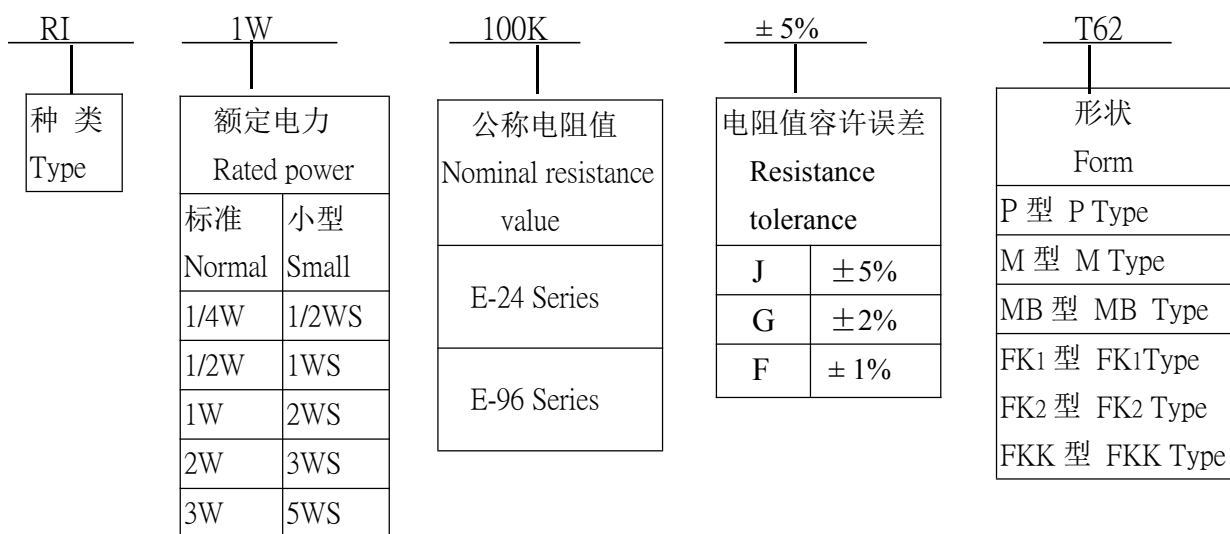 RI 1W 100K ± 5% T62
种 类
Type
额定电力
Rated power
标准 小型
Normal Small
1/4W 1/2WS
1/2W 1WS
1W 2WS
2W 3WS
3W 5WS
公称电阻值
Nominal resistance
value
E-24 Series
E-96 Series
电阻值容许误差
Resistance
tolerance
J ±5%
G ±2%
F ± 1%
形状
Form
P 型 P Type
M 型 M Type
MB 型 MB Type
FK1 型 FK1Type
FK2 型 FK2 Type
FKK 型 FKK Type